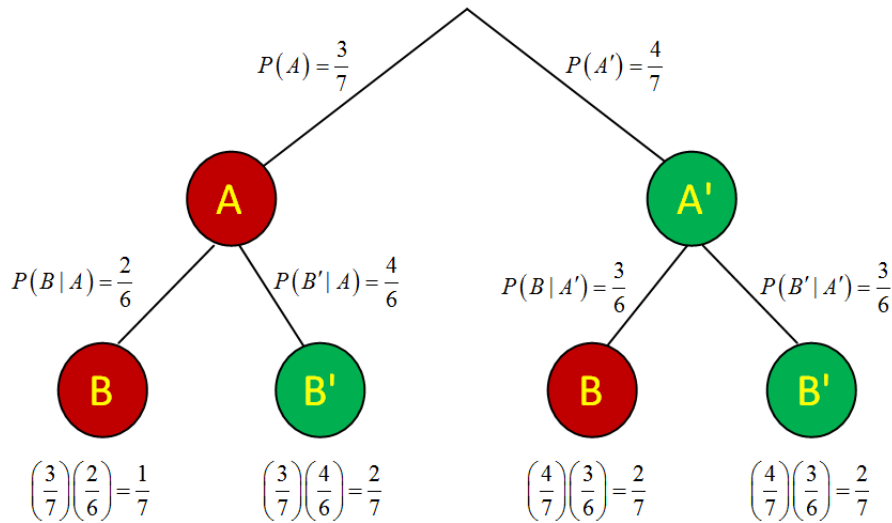 P(A) = 3/7
P(A′) = 4/7
A
A'
P(B | A) = 2/6
P(B′ | A) = 4/6
P(B | A′) = 3/6
P(B′ | A′) = 3/6
B
B'
B
B'
(3/7)(2/6) = 1/7
(3/7)(4/6) = 2/7
(4/7)(3/6) = 2/7
(4/7)(3/6) = 2/7